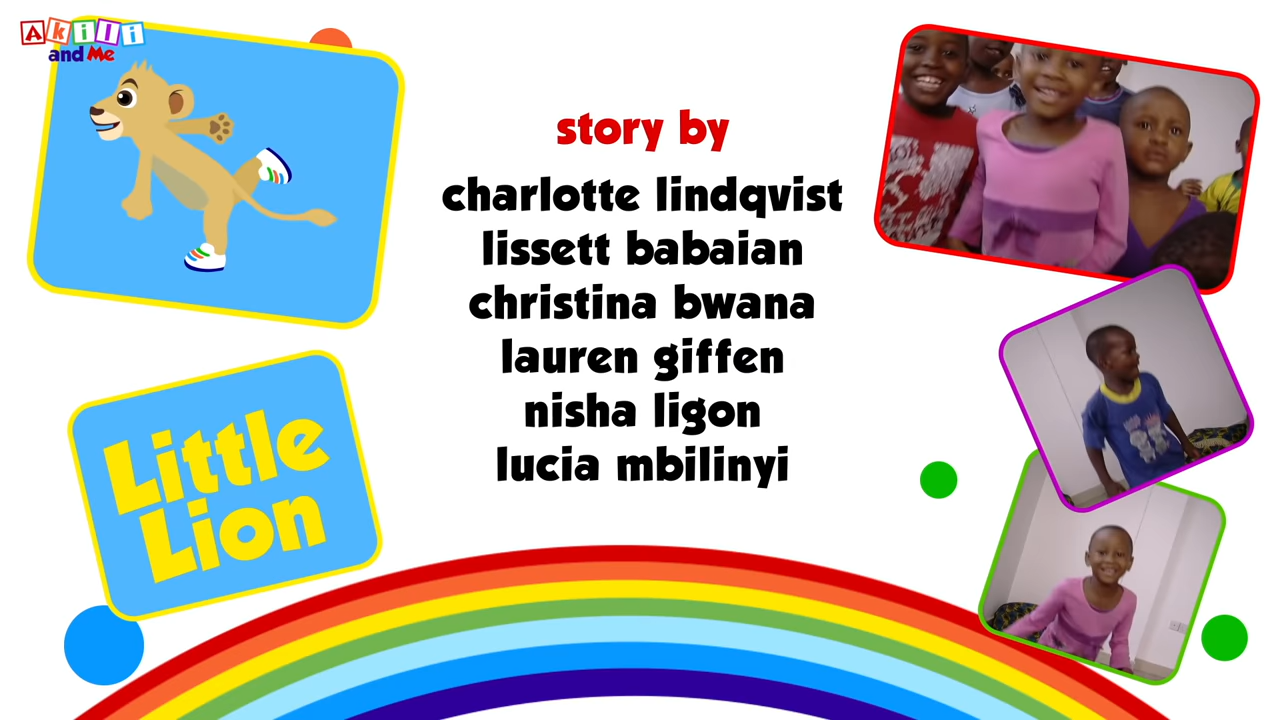 Akili
and Me
story by
charlotte lindqvist
lissett babaian
christina bwana
lauren giffen
nisha ligon
lucia mbilinyi
Little
Lion